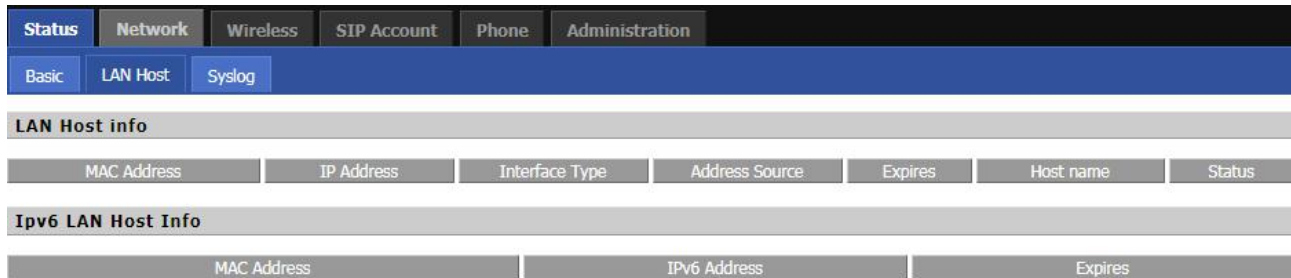 Status Network Wireless SIP Account Phone Administration
Basic LAN Host Syslog
LAN Host info
MAC Address IP Address Interface Type Address Source Expires Host name Status
Ipv6 LAN Host Info
MAC Address IPv6 Address Expires